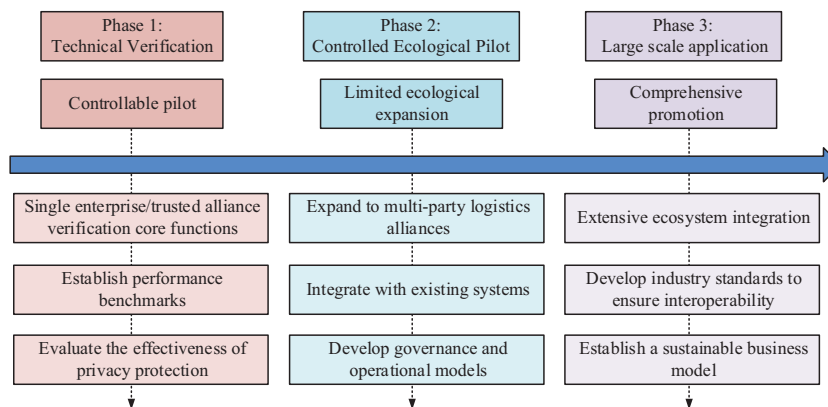 Phase 1:
Technical Verification
Phase 2:
Controlled Ecological Pilot
Phase 3:
Large scale application
Controllable pilot
Limited ecological
expansion
Comprehensive
promotion
Single enterprise/trusted alliance
verification core functions
Expand to multi-party logistics
alliances
Extensive ecosystem integration
Establish performance
benchmarks
Integrate with existing systems
Develop industry standards to
ensure interoperability
Evaluate the effectiveness of
privacy protection
Develop governance and
operational models
Establish a sustainable business
model